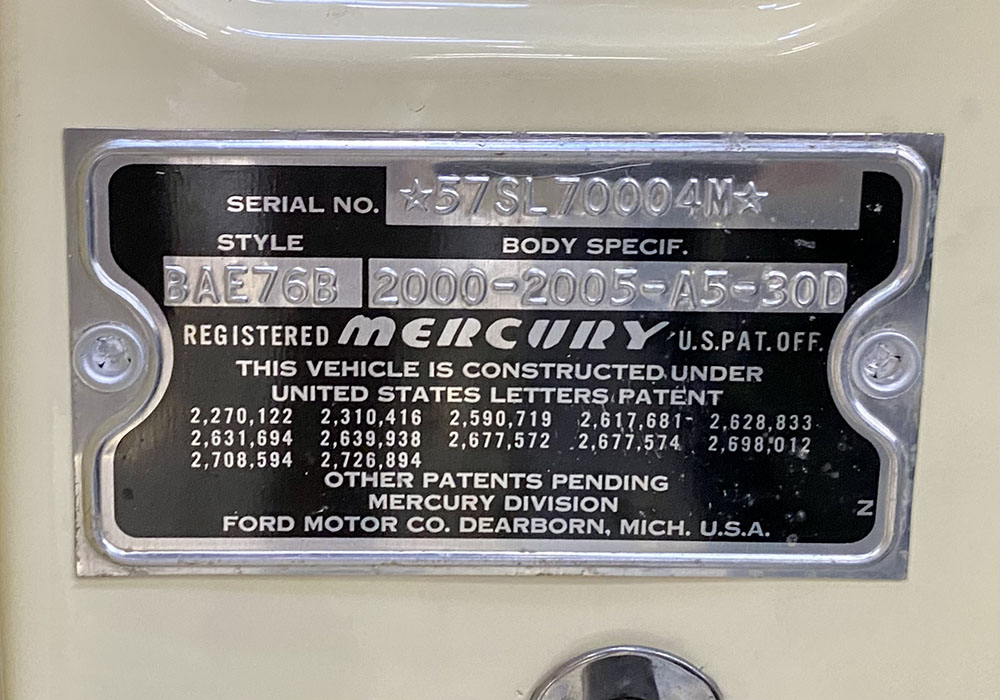 SERIAL NO. ☆57SL70004M☆
STYLE BODY SPECIF.
BAE76B 2000-2005-A5-30D
REGISTERED MERCURY U.S.PAT.OFF.
THIS VEHICLE IS CONSTRUCTED UNDER
UNITED STATES LETTERS PATENT
2,270,122 2,310,416 2,590,719 2,617,681 2,628,833
2,631,694 2,639,938 2,677,572 2,677,574 2,698,012
2,708,594 2,726,894
OTHER PATENTS PENDING
MERCURY DIVISION
FORD MOTOR CO. DEARBORN, MICH. U.S.A.
N